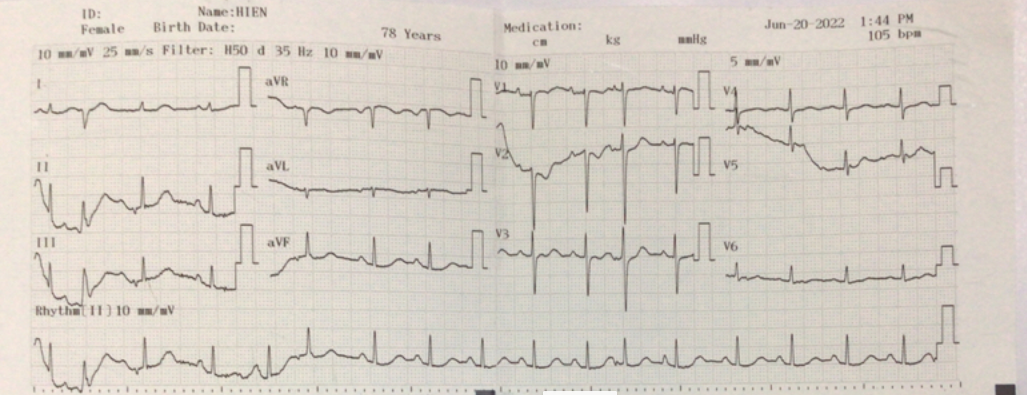 ID: Name:HIEN
Female Birth Date: 78 Years
Medication:
cm kg mmHg
Jun-20-2022 1:44 PM
105 bpm
10 mm/mV 25 mm/s Filter: H50 d 35 Hz 10 mm/mV
10 mm/mV
5 mm/mV
I
aVR
V1
V4
II
aVL
V2
V5
III
aVF
V3
V6
Rhythm[II]10 mm/mV